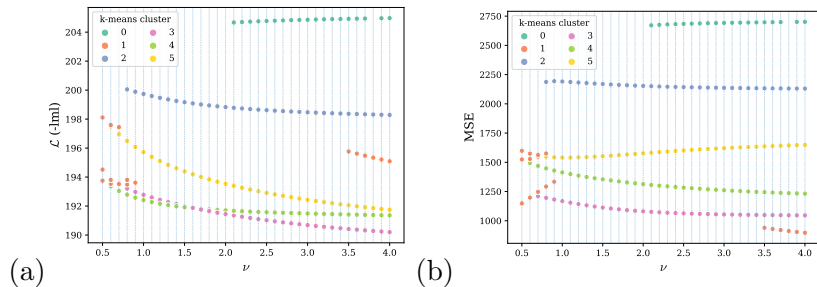 k-means cluster
0 3
1 4
2 5
204
202
200
198
196
194
192
190
ℒ (-lml)
0.5 1.0 1.5 2.0 2.5 3.0 3.5 4.0
ν
(a)
k-means cluster
0 3
1 4
2 5
2750
2500
2250
2000
1750
1500
1250
1000
MSE
0.5 1.0 1.5 2.0 2.5 3.0 3.5 4.0
ν
(b)